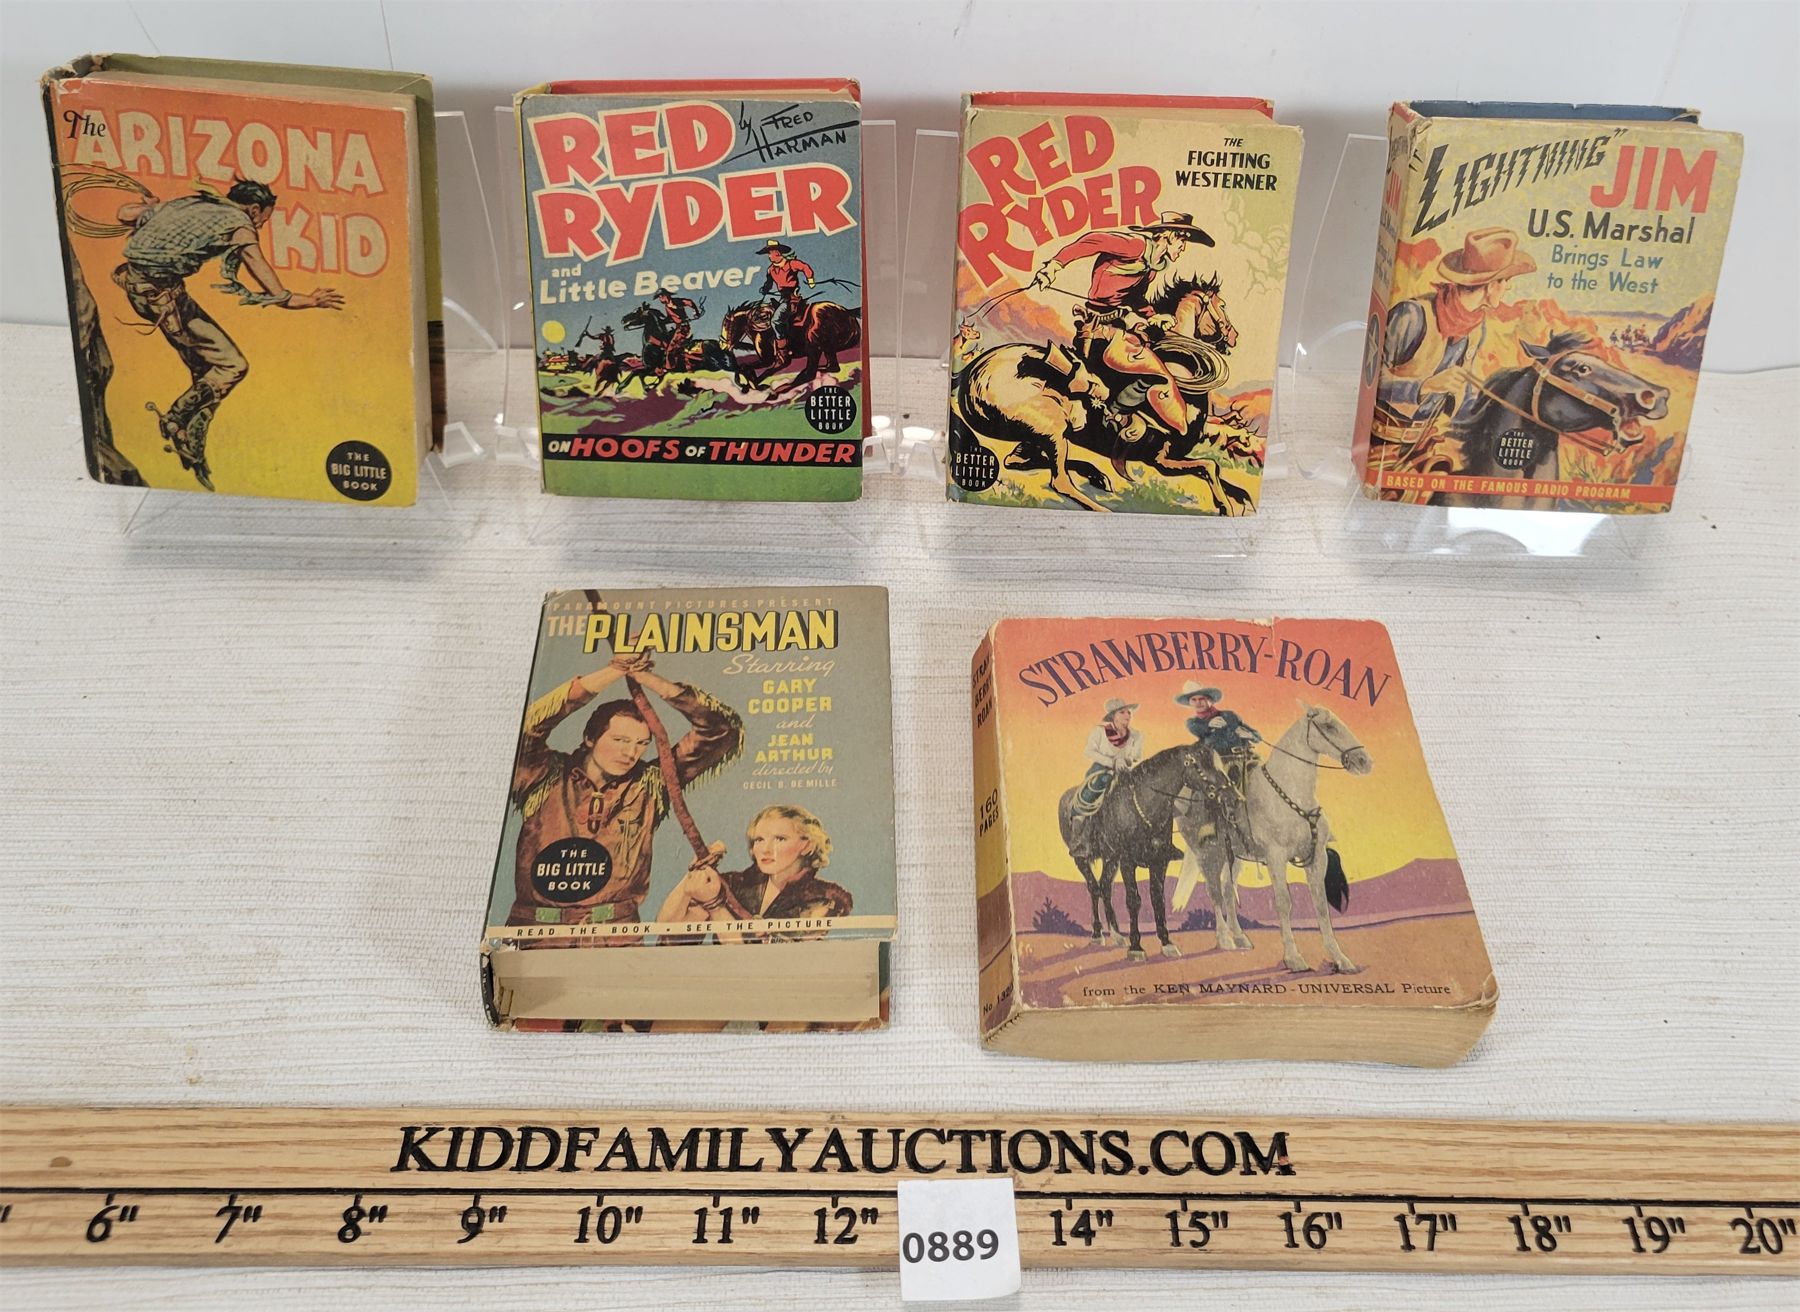 The ARIZONA
KID
THE
BIG LITTLE
BOOK
RED
RYDER
by FRED
HARMAN
and
Little Beaver
THE
BETTER
LITTLE
BOOK
ON HOOFS OF THUNDER
RED
RYDER
THE
FIGHTING
WESTERNER
THE
BETTER
LITTLE
BOOK
"LIGHTNING"
JIM
U.S. Marshal
Brings Law
to the West
THE
BETTER
LITTLE
BOOK
BASED ON THE FAMOUS RADIO PROGRAM
JIM
PARAMOUNT PICTURES PRESENT
THE PLAINSMAN
Starring
GARY
COOPER
and
JEAN
ARTHUR
directed by
CECIL B. DE MILLE
THE
BIG LITTLE
BOOK
READ THE BOOK • SEE THE PICTURE
STRAW
BERRY
ROAN
160
PAGES
STRAWBERRY-ROAN
from the KEN MAYNARD-UNIVERSAL Picture
KIDDFAMILYAUCTIONS.COM
6" 7" 8" 9" 10" 11" 12" 14" 15" 16" 17" 18" 19" 20"
0889